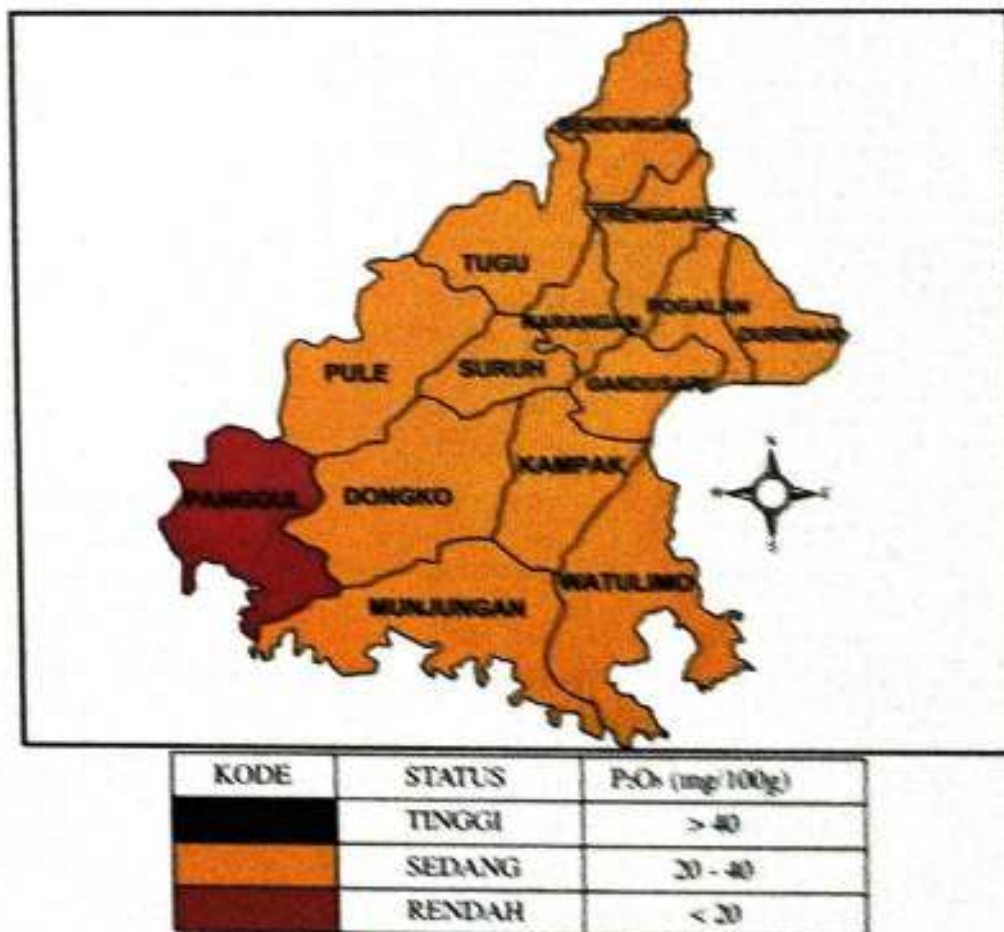 BENDUNGAN
TRENGGALEK
TUGU
POGALAN
KARANGAN
DURENAN
PULE
SURUH
GANDUSARI
KAMPAK
PANGGUL
DONGKO
WATULIMO
MUNJUNGAN
KODE STATUS P₂O₅ (mg/100g)
TINGGI > 40
SEDANG 20 - 40
RENDAH < 20